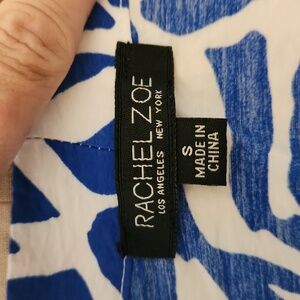 RACHEL ZOE
LOS ANGELES NEW YORK
S
MADE IN
CHINA